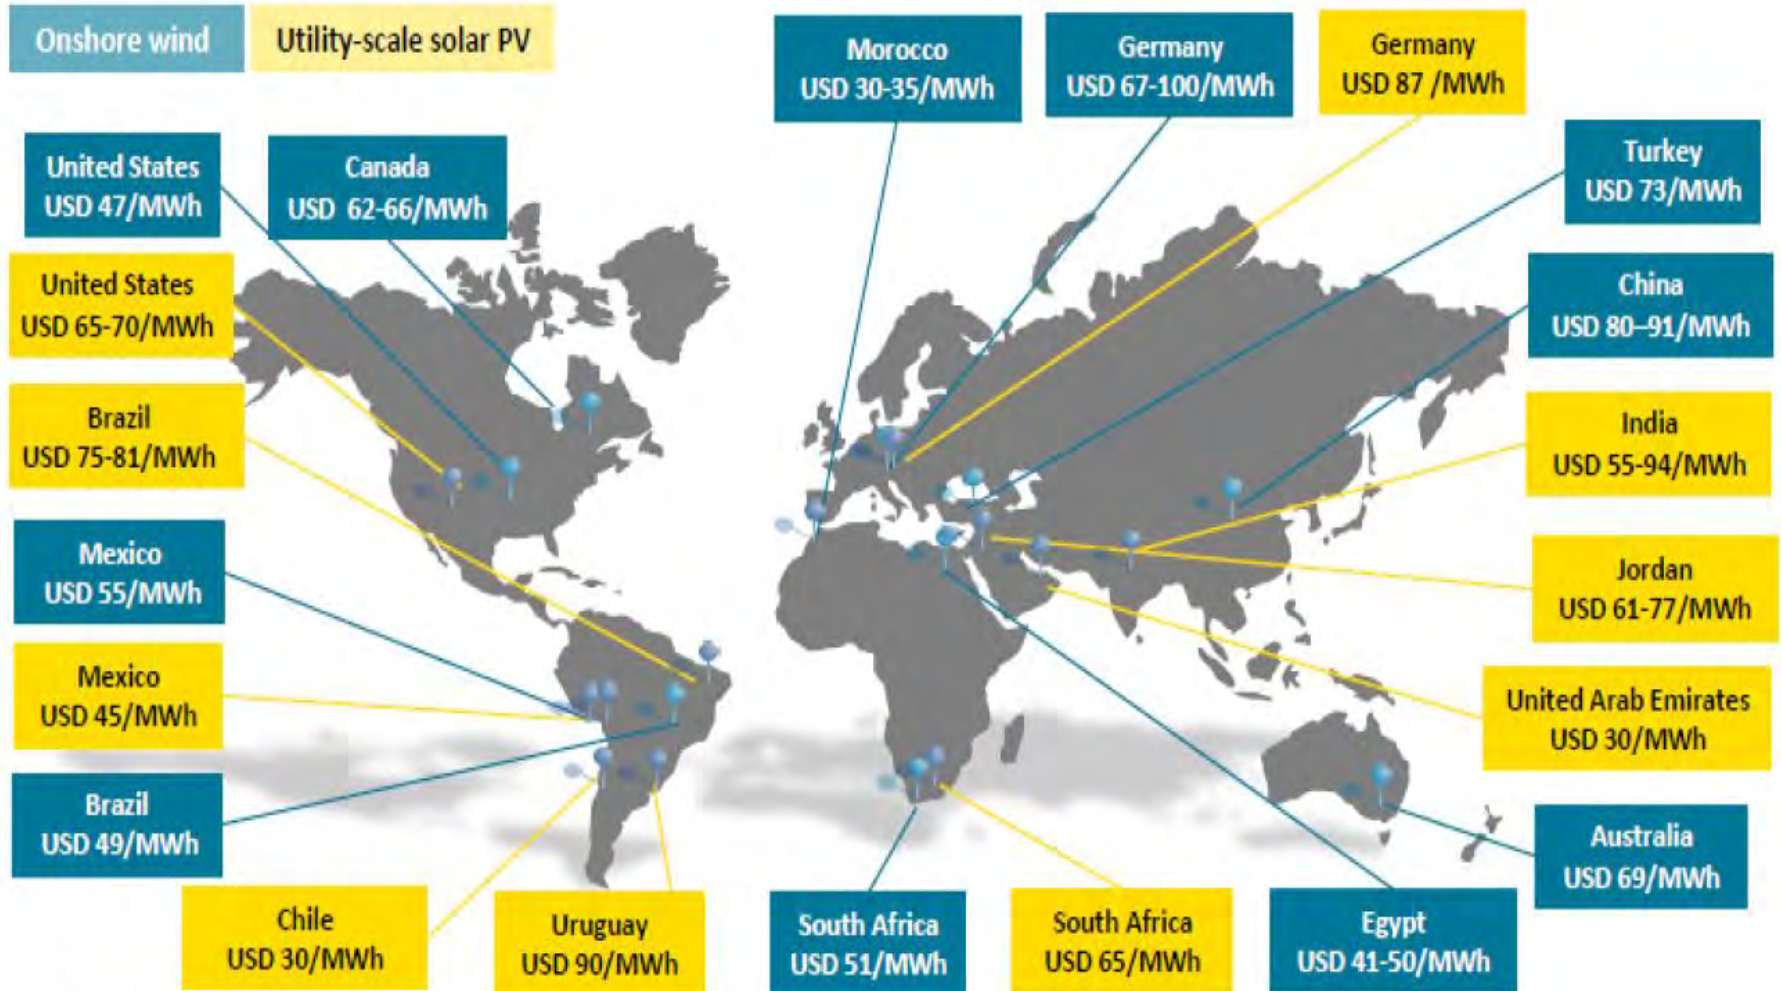 Onshore wind
Utility-scale solar PV
Morocco
USD 30-35/MWh
Germany
USD 67-100/MWh
Germany
USD 87 /MWh
United States
USD 47/MWh
Canada
USD  62-66/MWh
Turkey
USD 73/MWh
United States
USD 65-70/MWh
China
USD 80–91/MWh
Brazil
USD 75-81/MWh
India
USD 55-94/MWh
Mexico
USD 55/MWh
Jordan
USD 61-77/MWh
Mexico
USD 45/MWh
United Arab Emirates
USD 30/MWh
Brazil
USD 49/MWh
Australia
USD 69/MWh
Chile
USD 30/MWh
Uruguay
USD 90/MWh
South Africa
USD 51/MWh
South Africa
USD 65/MWh
Egypt
USD 41-50/MWh